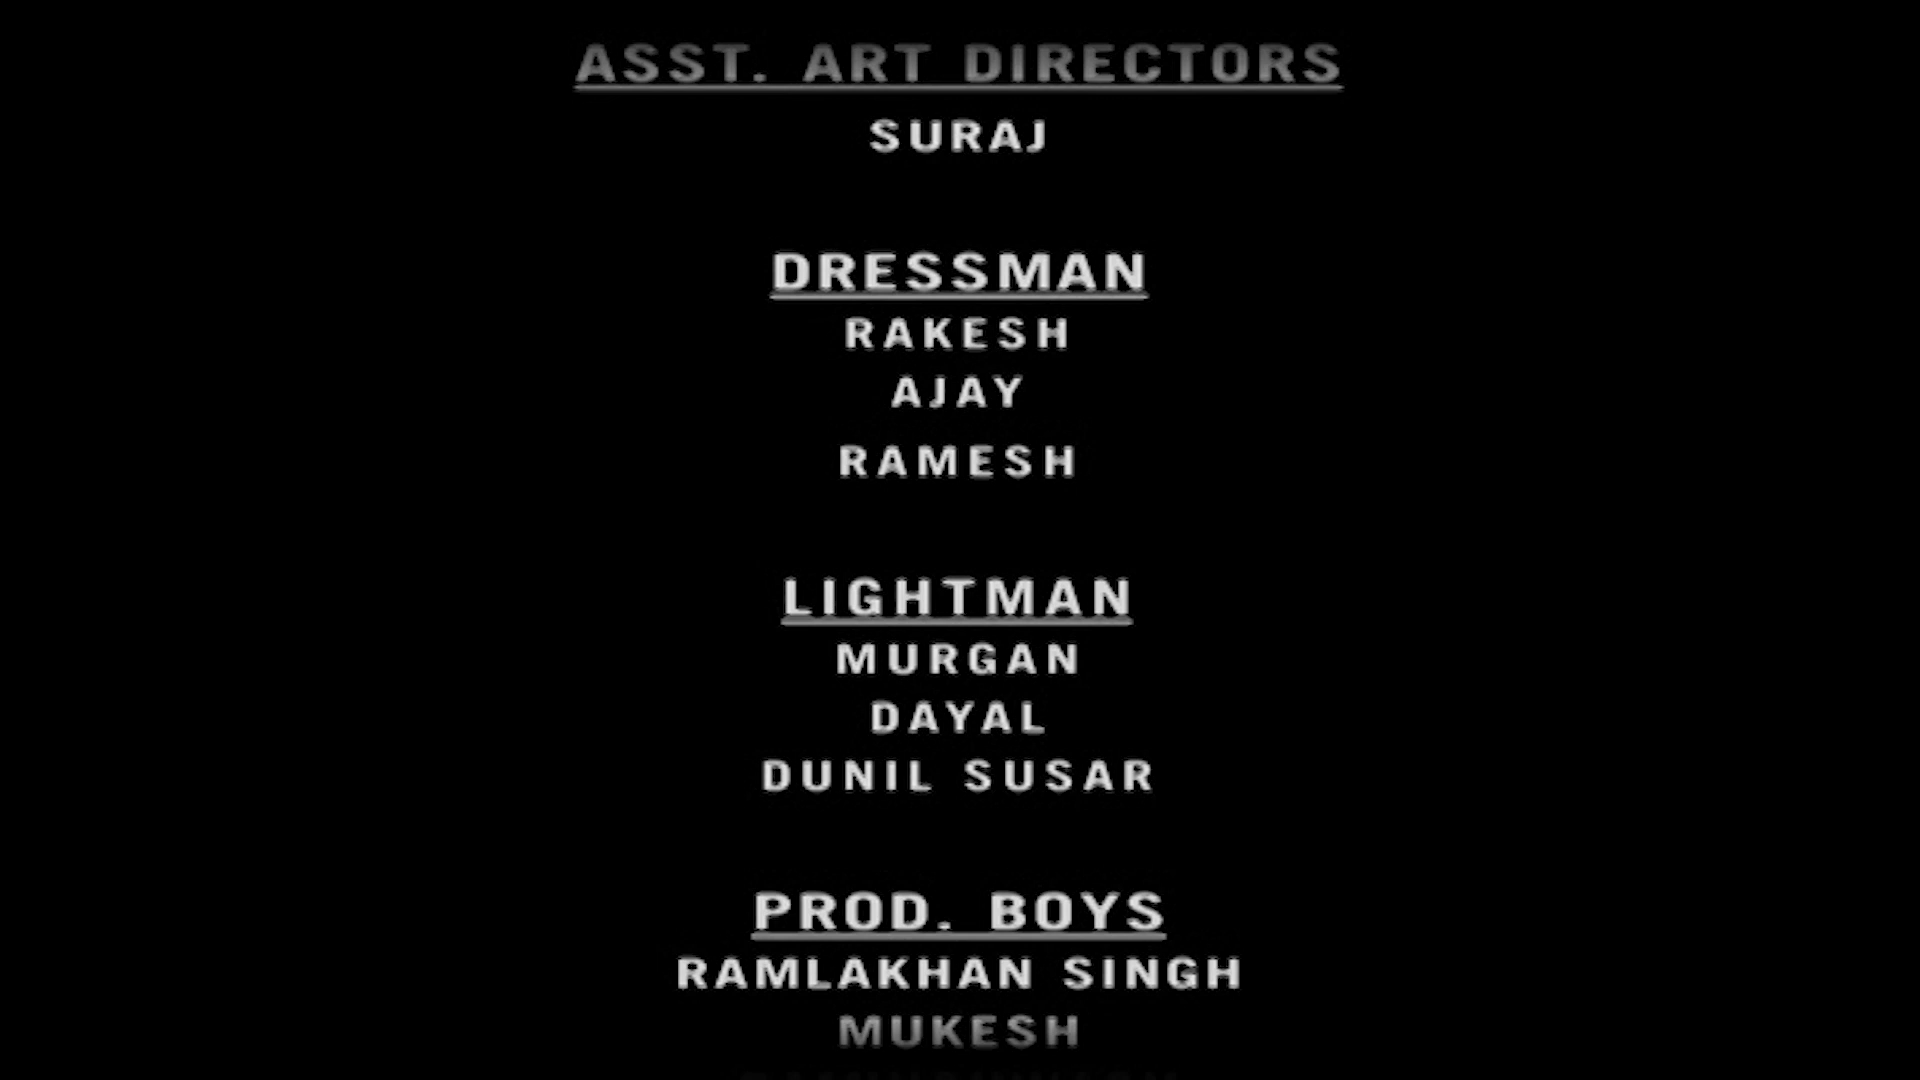 ASST. ART DIRECTORS
SURAJ
DRESSMAN
RAKESH
AJAY
RAMESH
LIGHTMAN
MURGAN
DAYAL
DUNIL SUSAR
PROD. BOYS
RAMLAKHAN SINGH
MUKESH